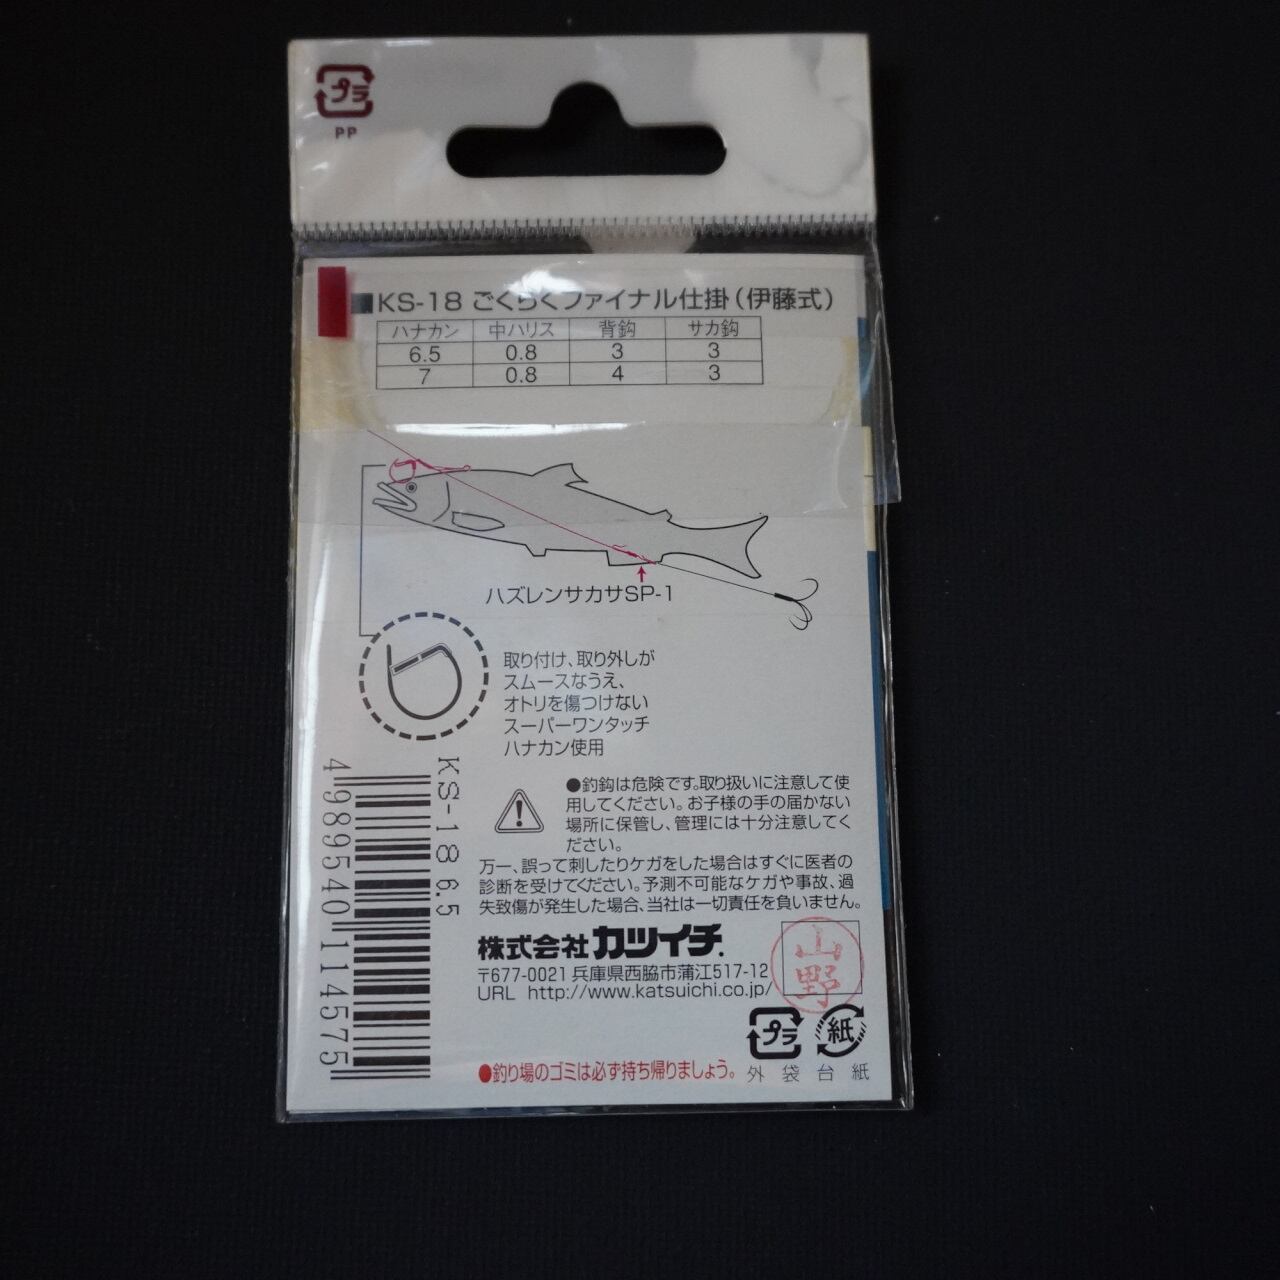 プラ
PP
KS-18 ごくらくファイナル仕掛(伊藤式)
ハナカン 中ハリス 背鈎 サカ鈎
6.5 0.8 3 3
7 0.8 4 3
ハズレンサカサSP-1
取り付け、取り外しが
スムースなうえ、
オトリを傷つけない
スーパーワンタッチ
ハナカン使用
KS-18 6.5
4989540114575
●釣鈎は危険です。取り扱いに注意して使
用してください。お子様の手の届かない
場所に保管し、管理には十分注意してく
ださい。
万一、誤って刺したりケガをした場合はすぐに医者の
診断を受けてください。予測不可能なケガや事故、過
失致傷が発生した場合、当社は一切責任を負いません。
株式会社カツイチ.
〒677-0021 兵庫県西脇市蒲江517-12
URL http://www.katsuichi.co.jp/
山野
プラ 紙
外袋 台紙
●釣り場のゴミは必ず持ち帰りましょう。